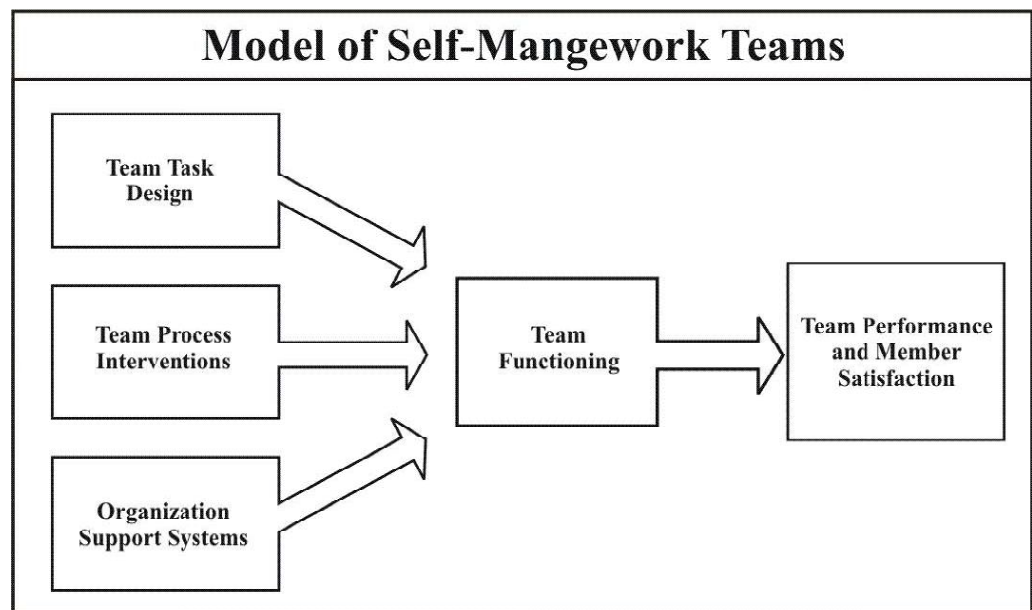 Model of Self-Mangework Teams
Team Task
Design
Team Process
Interventions
Organization
Support Systems
Team
Functioning
Team Performance
and Member
Satisfaction